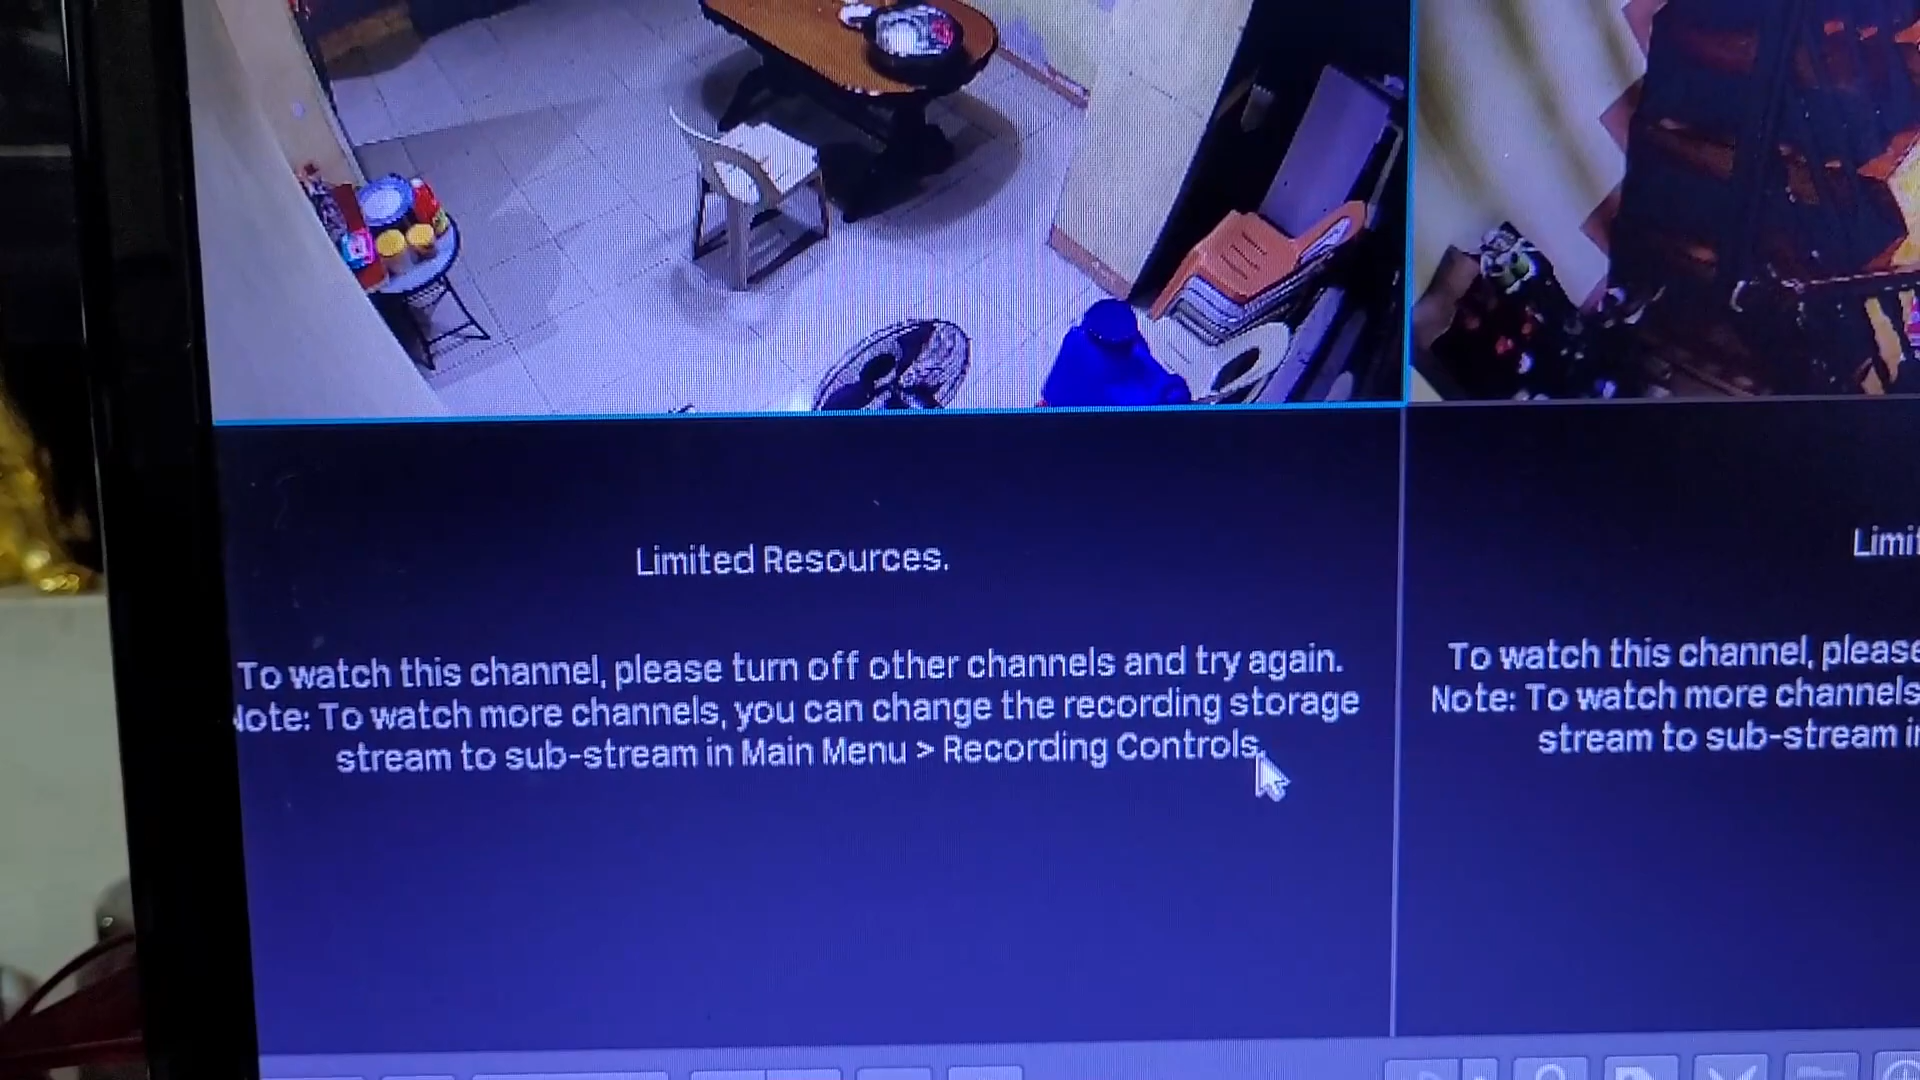 Limited Resources.
To watch this channel, please turn off other channels and try again.
Note: To watch more channels, you can change the recording storage
stream to sub-stream in Main Menu > Recording Controls.
Limi
To watch this channel, please
Note: To watch more channels
stream to sub-stream in